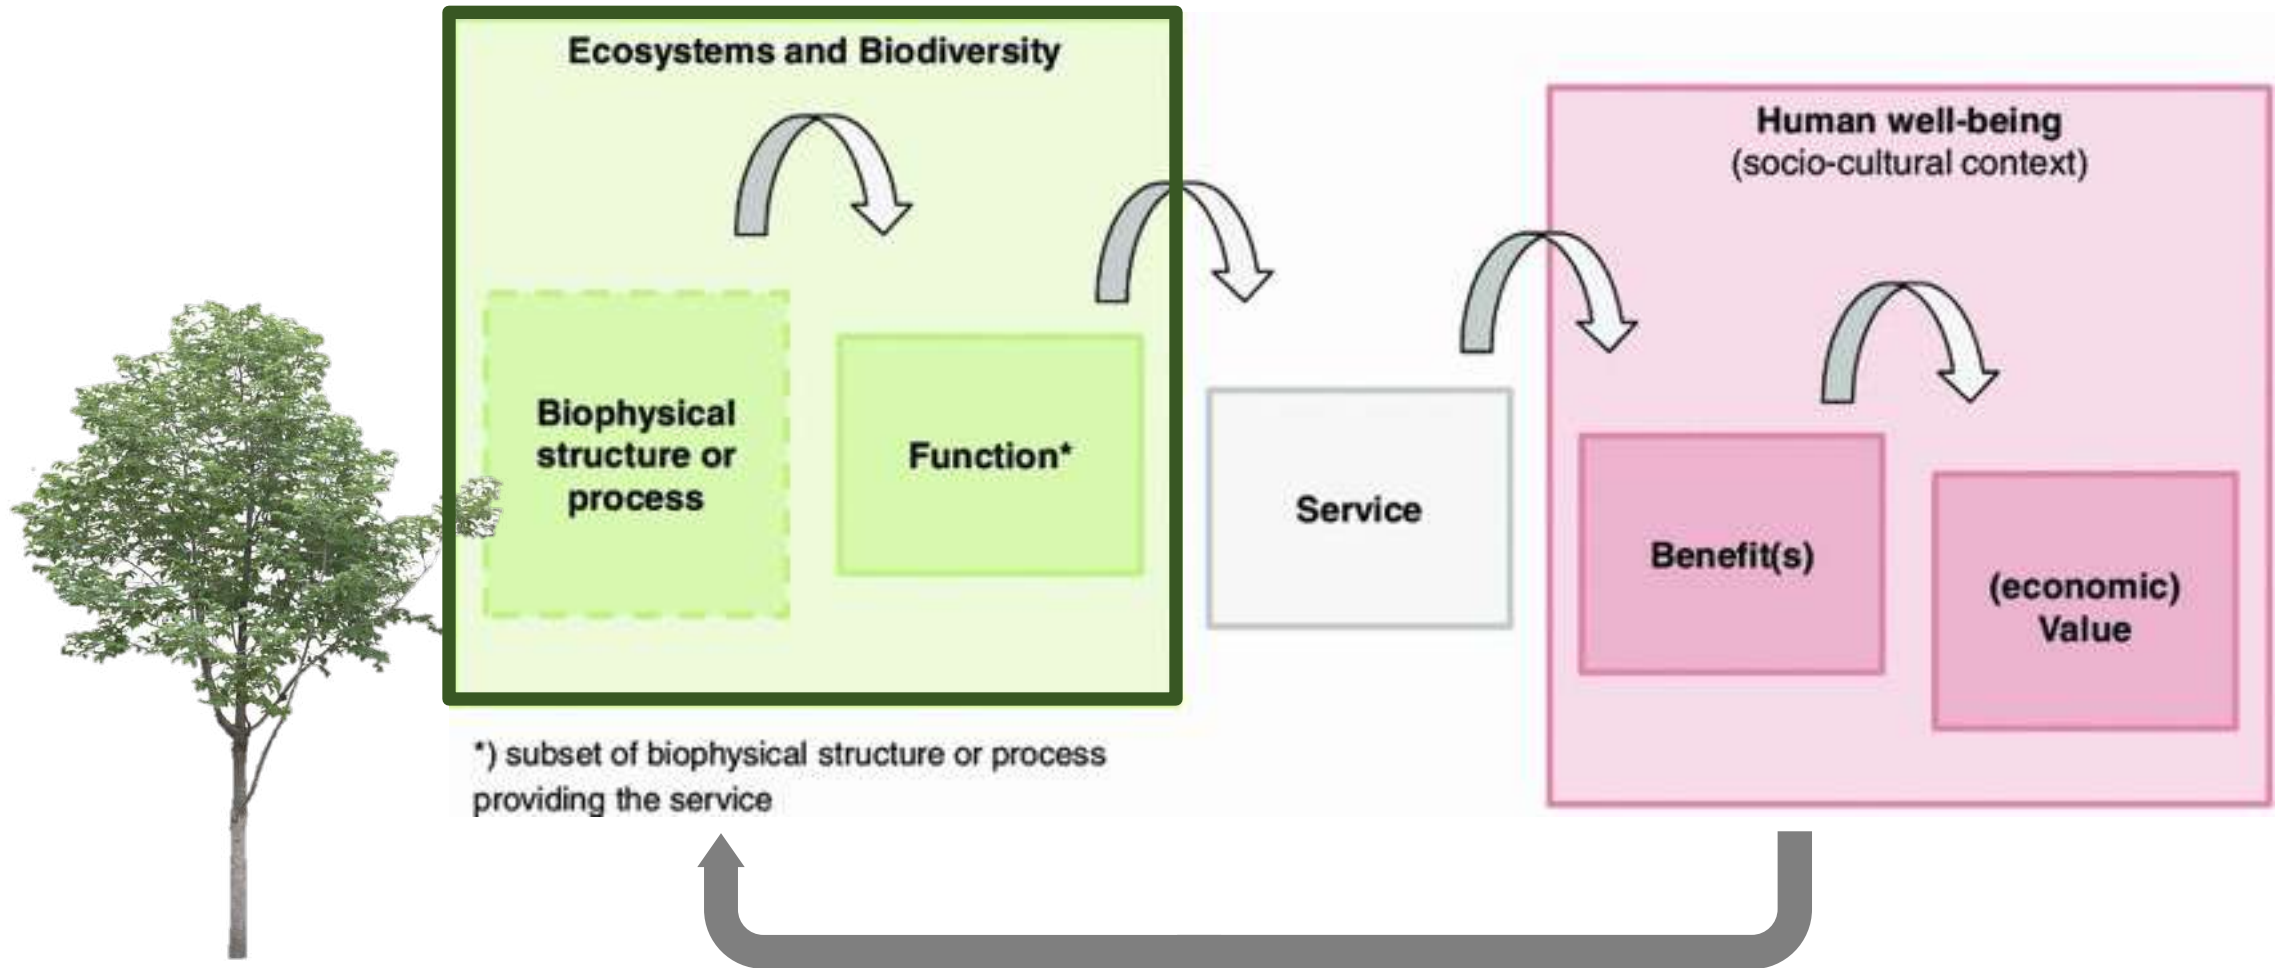 Ecosystems and Biodiversity
Human well-being
(socio-cultural context)
Biophysical
structure or
process
Function*
Service
Benefit(s)
(economic)
Value
*) subset of biophysical structure or process
providing the service